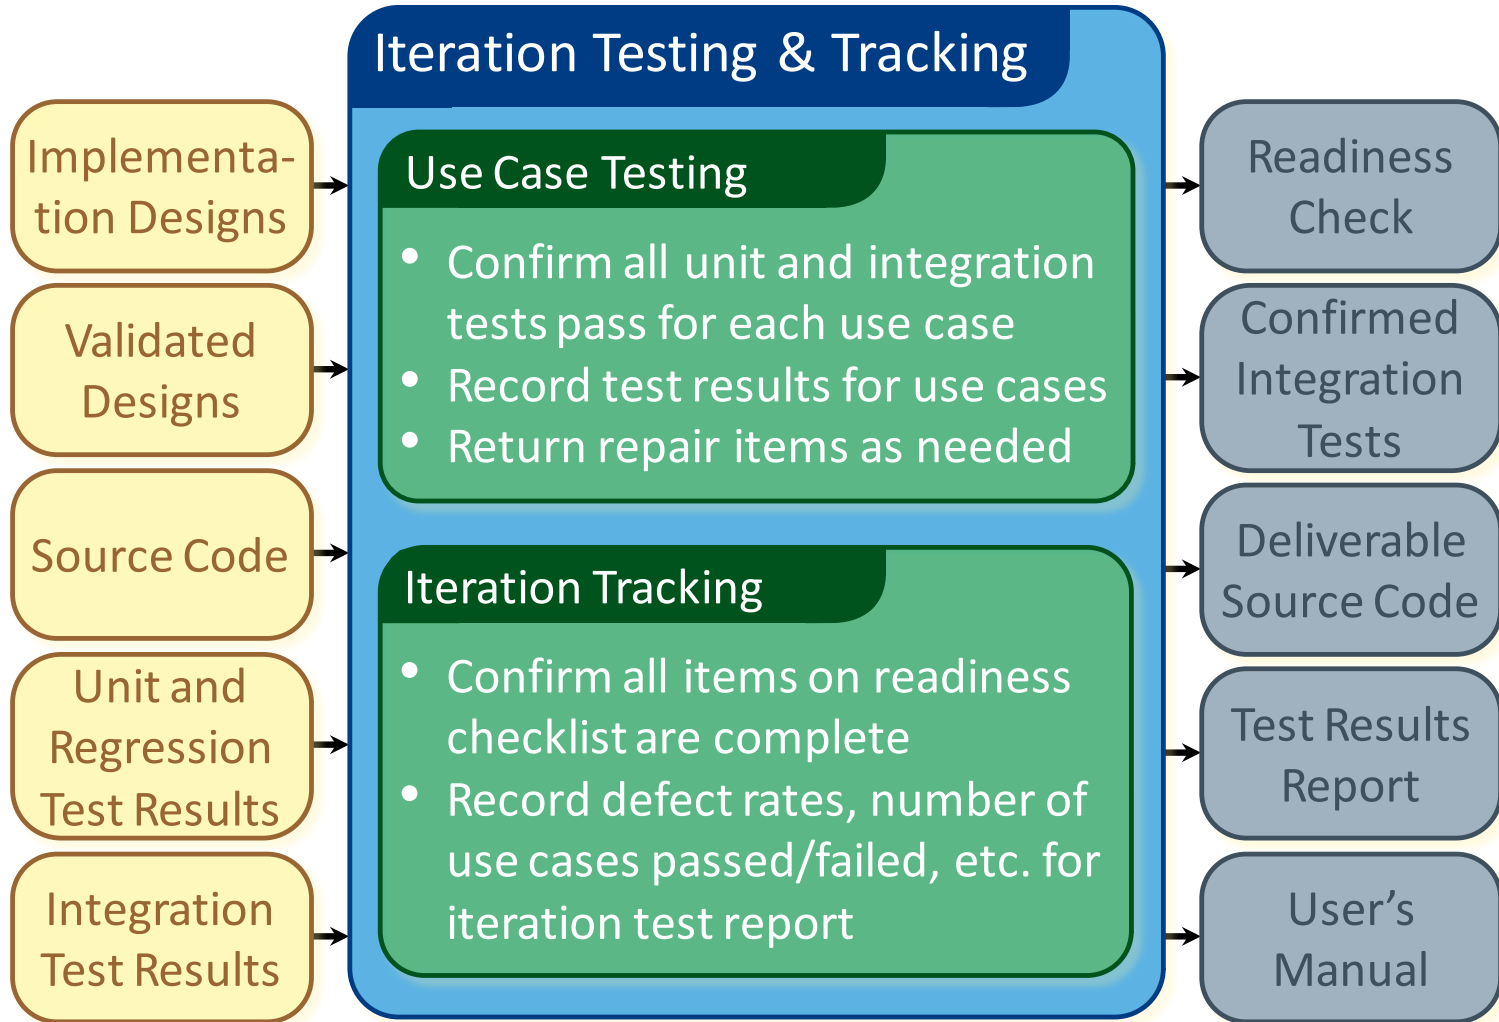 Iteration Testing & Tracking
Implementa-
tion Designs
Validated
Designs
Source Code
Unit and
Regression
Test Results
Integration
Test Results
Use Case Testing
• Confirm all unit and integration
tests pass for each use case
• Record test results for use cases
• Return repair items as needed
Iteration Tracking
• Confirm all items on readiness
checklist are complete
• Record defect rates, number of
use cases passed/failed, etc. for
iteration test report
Readiness
Check
Confirmed
Integration
Tests
Deliverable
Source Code
Test Results
Report
User’s
Manual